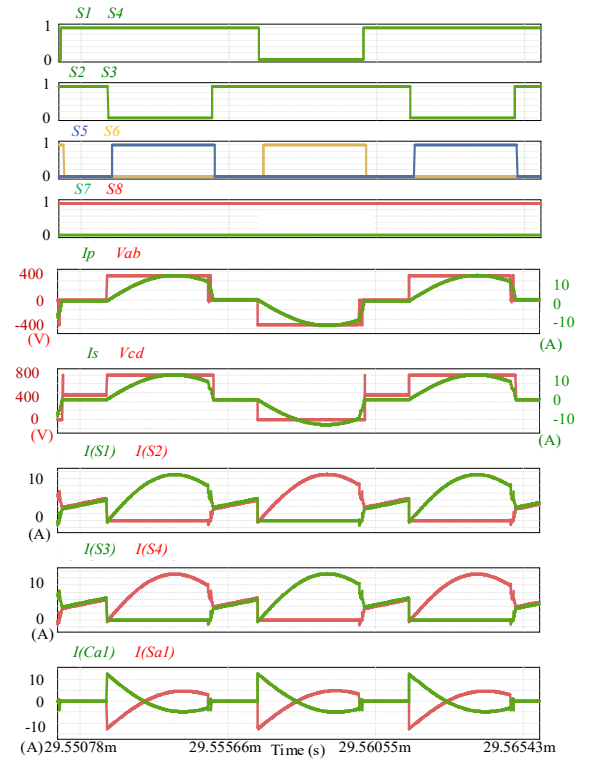 S1 S4
1
0
S2 S3
1
0
S5 S6
1
0
S7 S8
1
0
Ip Vab
400
0
-400
(V)
10
0
-10
(A)
Is Vcd
800
400
0
(V)
10
0
-10
(A)
I(S1) I(S2)
10
0
(A)
I(S3) I(S4)
10
0
(A)
I(Ca1) I(Sa1)
10
0
-10
(A) 29.55078m 29.55566m Time (s) 29.56055m 29.56543m